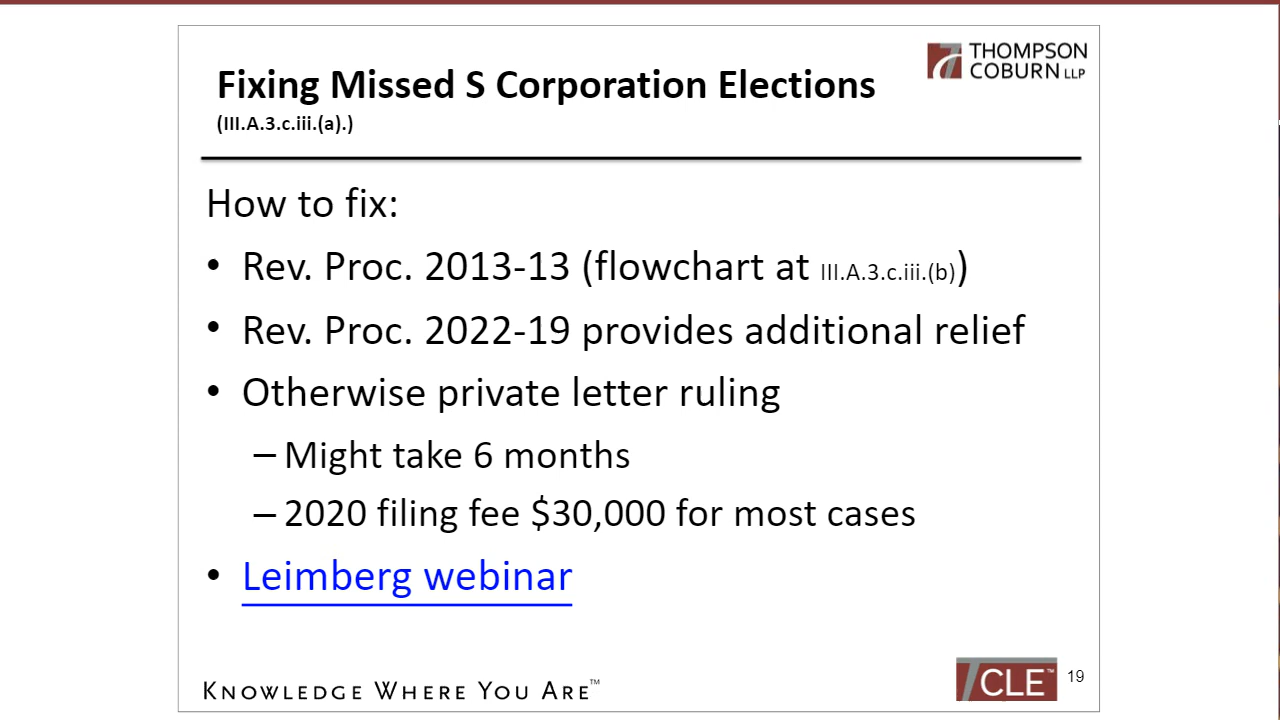 THOMPSON
COBURN LLP
Fixing Missed S Corporation Elections
(III.A.3.c.iii.(a).)
How to fix:
• Rev. Proc. 2013-13 (flowchart at III.A.3.c.iii.(b))
• Rev. Proc. 2022-19 provides additional relief
• Otherwise private letter ruling
– Might take 6 months
– 2020 filing fee $30,000 for most cases
• Leimberg webinar
KNOWLEDGE WHERE YOU ARE™
CLE™
19